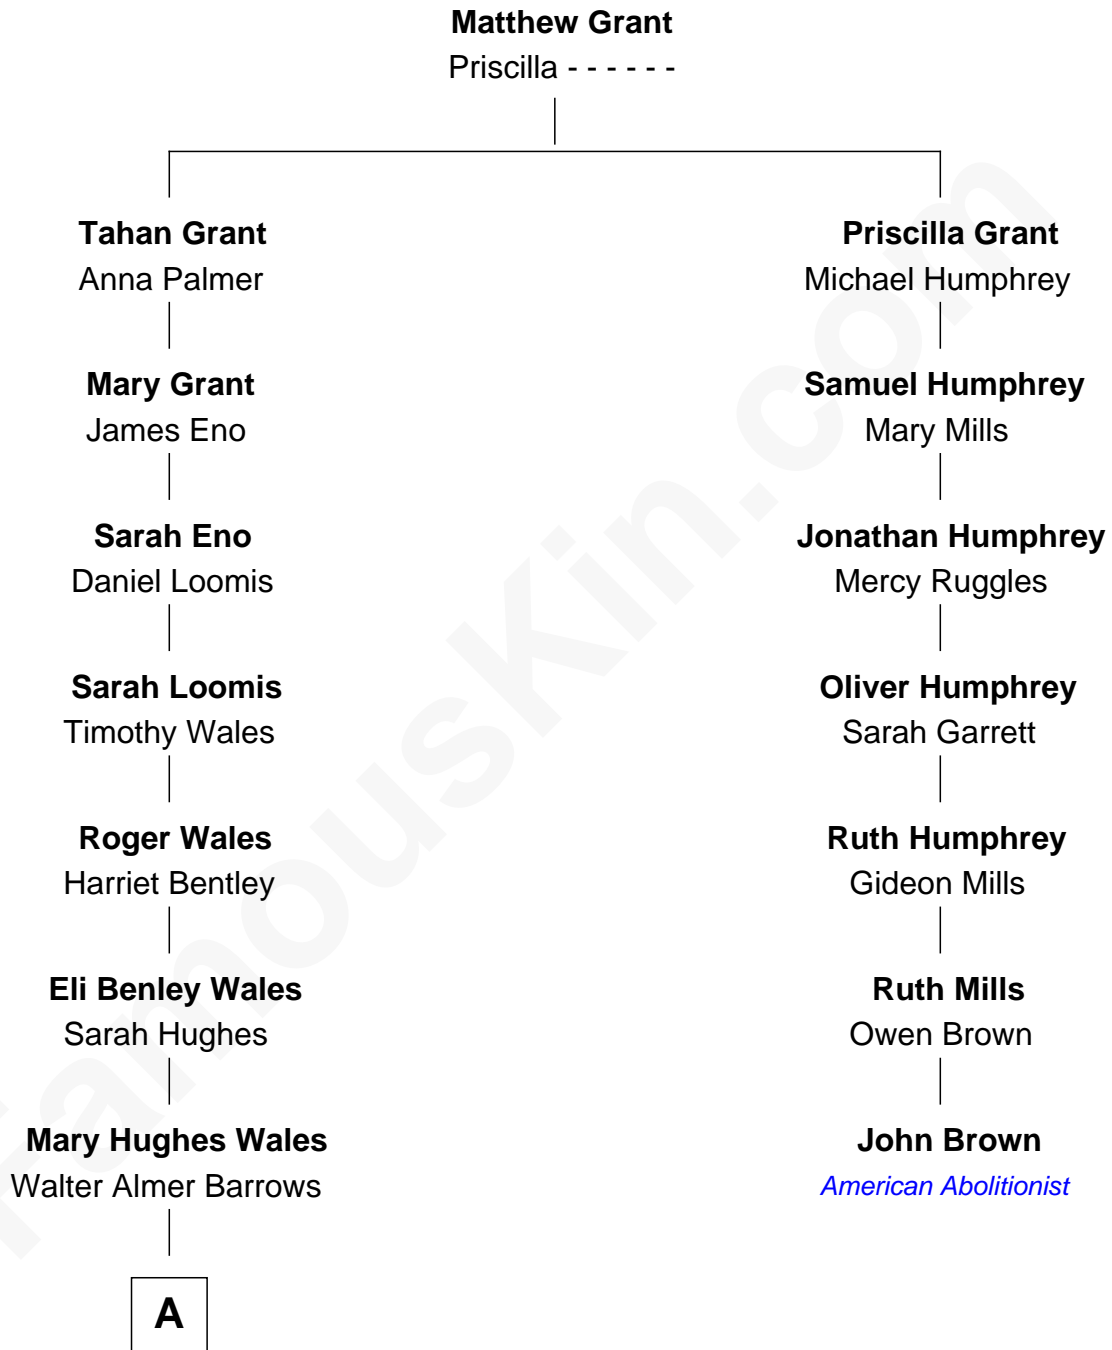 Matthew Grant
Priscilla - - - - - -
Tahan Grant
Anna Palmer
Priscilla Grant
Michael Humphrey
Mary Grant
James Eno
Samuel Humphrey
Mary Mills
Sarah Eno
Daniel Loomis
Jonathan Humphrey
Mercy Ruggles
Sarah Loomis
Timothy Wales
Oliver Humphrey
Sarah Garrett
Roger Wales
Harriet Bentley
Ruth Humphrey
Gideon Mills
Eli Benley Wales
Sarah Hughes
Ruth Mills
Owen Brown
Mary Hughes Wales
Walter Almer Barrows
John Brown
American Abolitionist
A
FamousKin.com